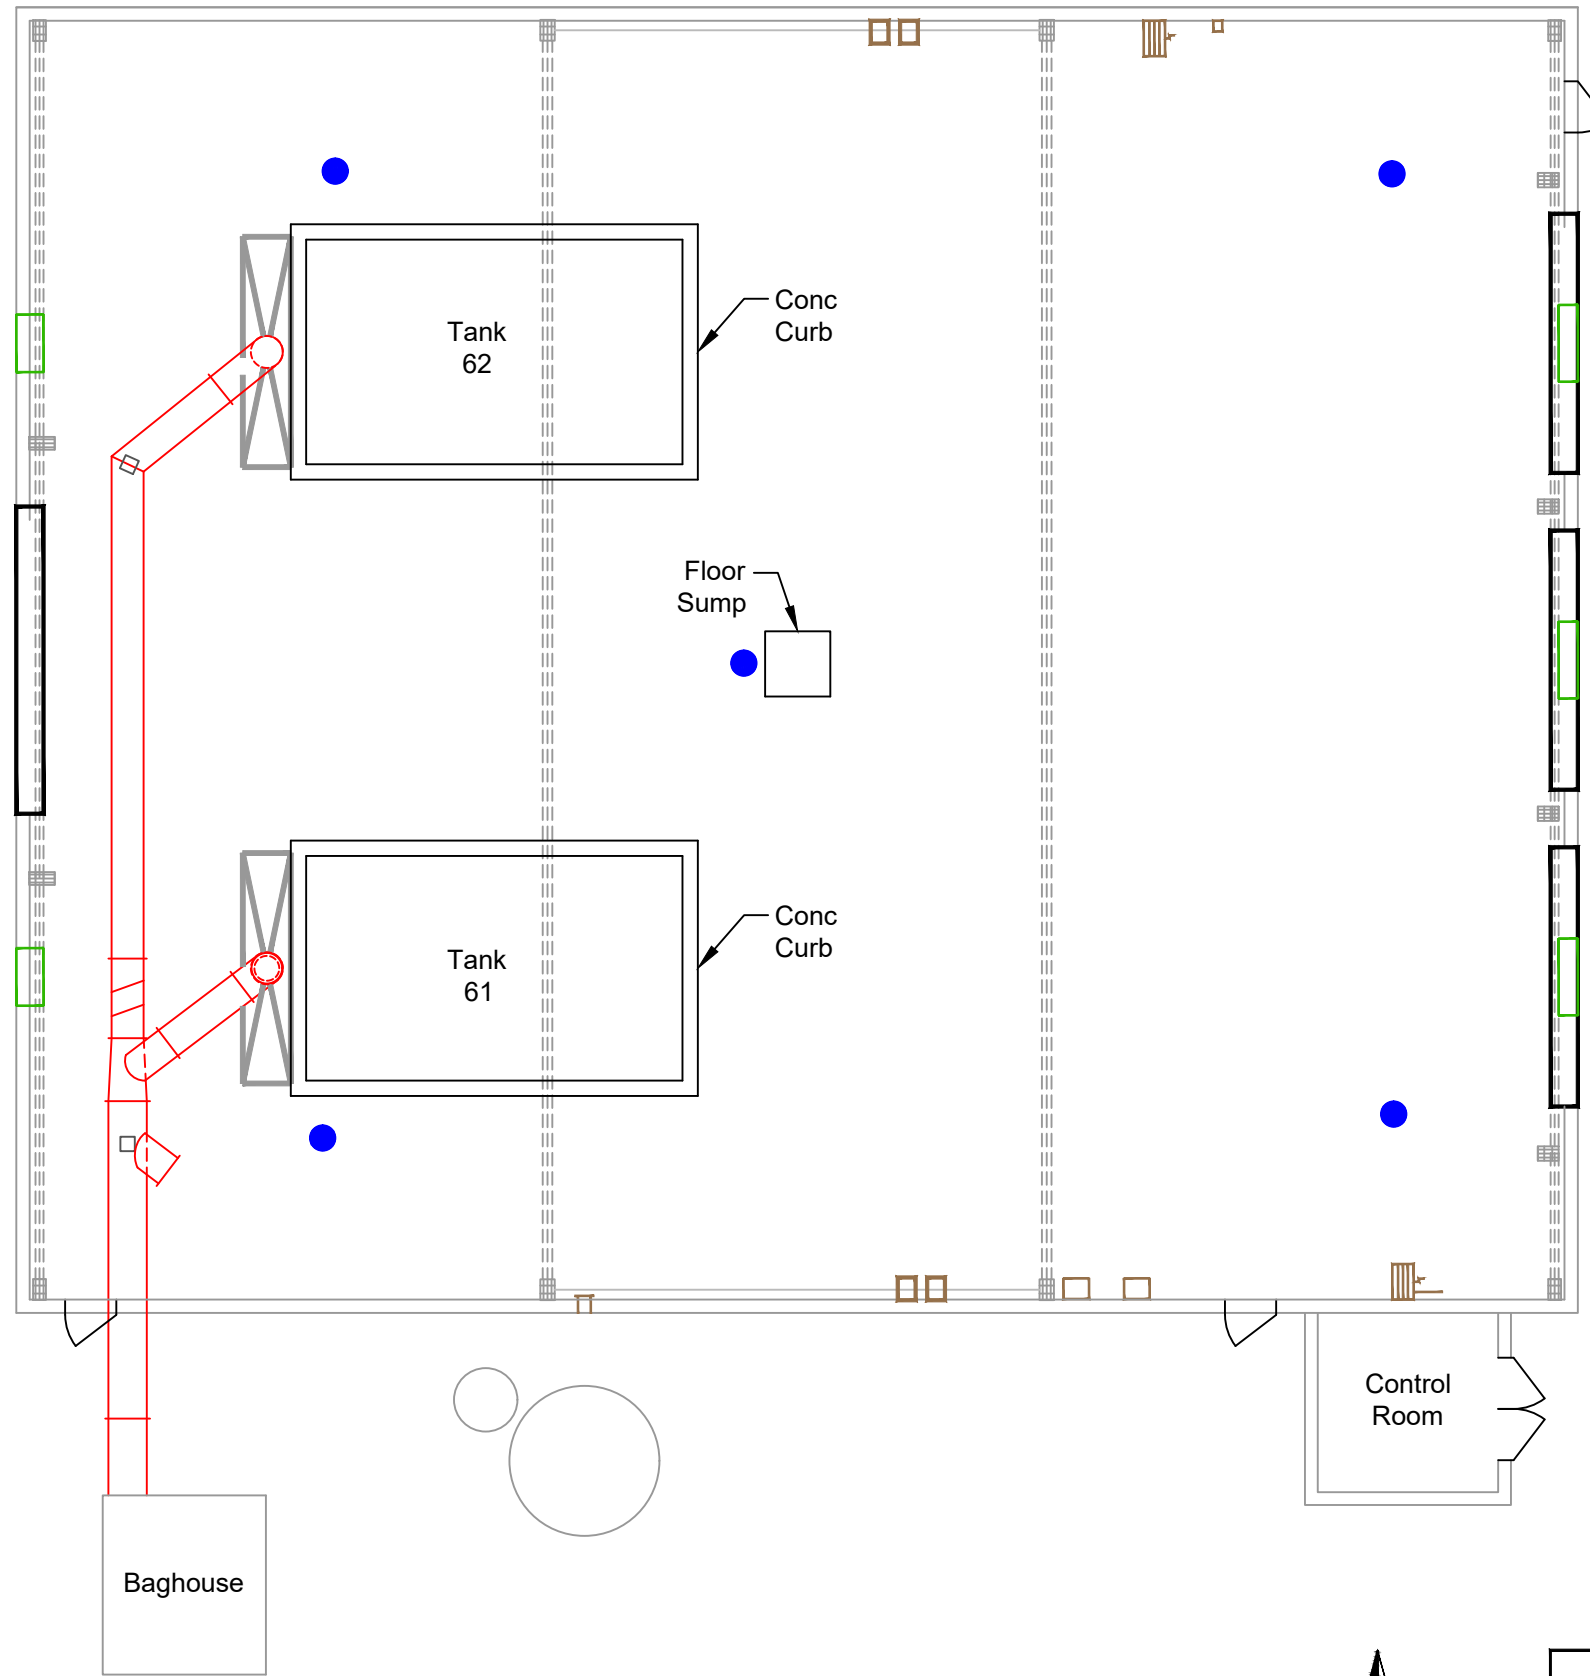 Tank
62
Conc
Curb
Floor
Sump
Tank
61
Conc
Curb
Control
Room
Baghouse